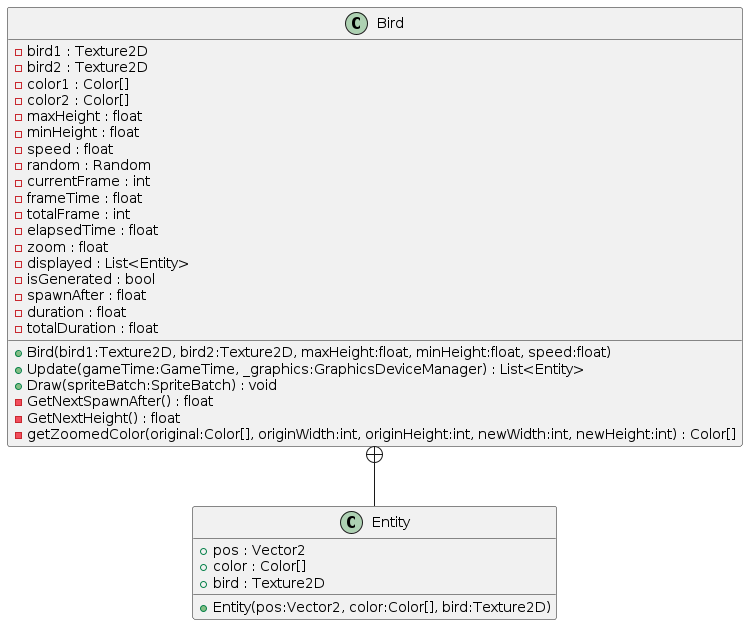 C Bird
bird1 : Texture2D
bird2 : Texture2D
color1 : Color[]
color2 : Color[]
maxHeight : float
minHeight : float
speed : float
random : Random
currentFrame : int
frameTime : float
totalFrame : int
elapsedTime : float
zoom : float
displayed : List<Entity>
isGenerated : bool
spawnAfter : float
duration : float
totalDuration : float
Bird(bird1:Texture2D, bird2:Texture2D, maxHeight:float, minHeight:float, speed:float)
Update(gameTime:GameTime, _graphics:GraphicsDeviceManager) : List<Entity>
Draw(spriteBatch:SpriteBatch) : void
GetNextSpawnAfter() : float
GetNextHeight() : float
getZoomedColor(original:Color[], originWidth:int, originHeight:int, newWidth:int, newHeight:int) : Color[]
C Entity
pos : Vector2
color : Color[]
bird : Texture2D
Entity(pos:Vector2, color:Color[], bird:Texture2D)